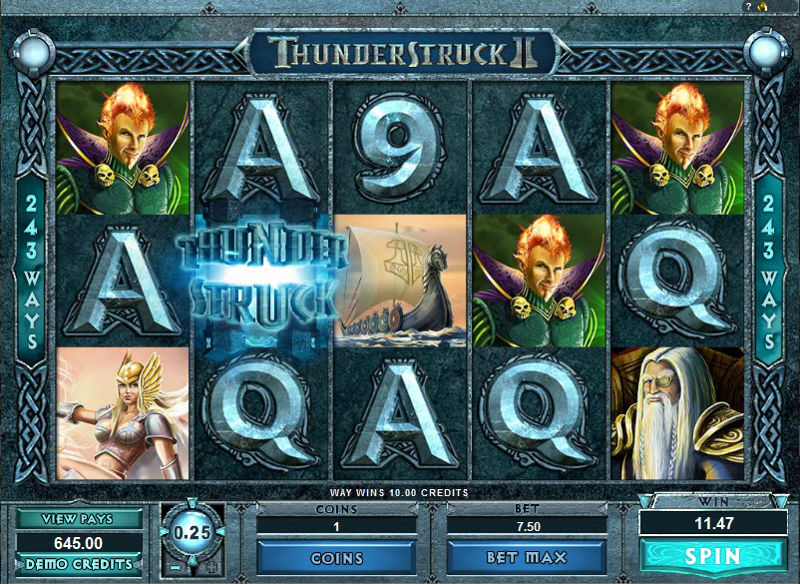 ?
THUNDERSTRUCK II
A 9 A
243 WAYS
243 WAYS
THUNDER
STRUCK
A
Q
Q A Q
WAY WINS 10.00 CREDITS
VIEW PAYS
645.00
DEMO CREDITS
0.25
COINS
1
COINS
BET
7.50
BET MAX
WIN
11.47
SPIN